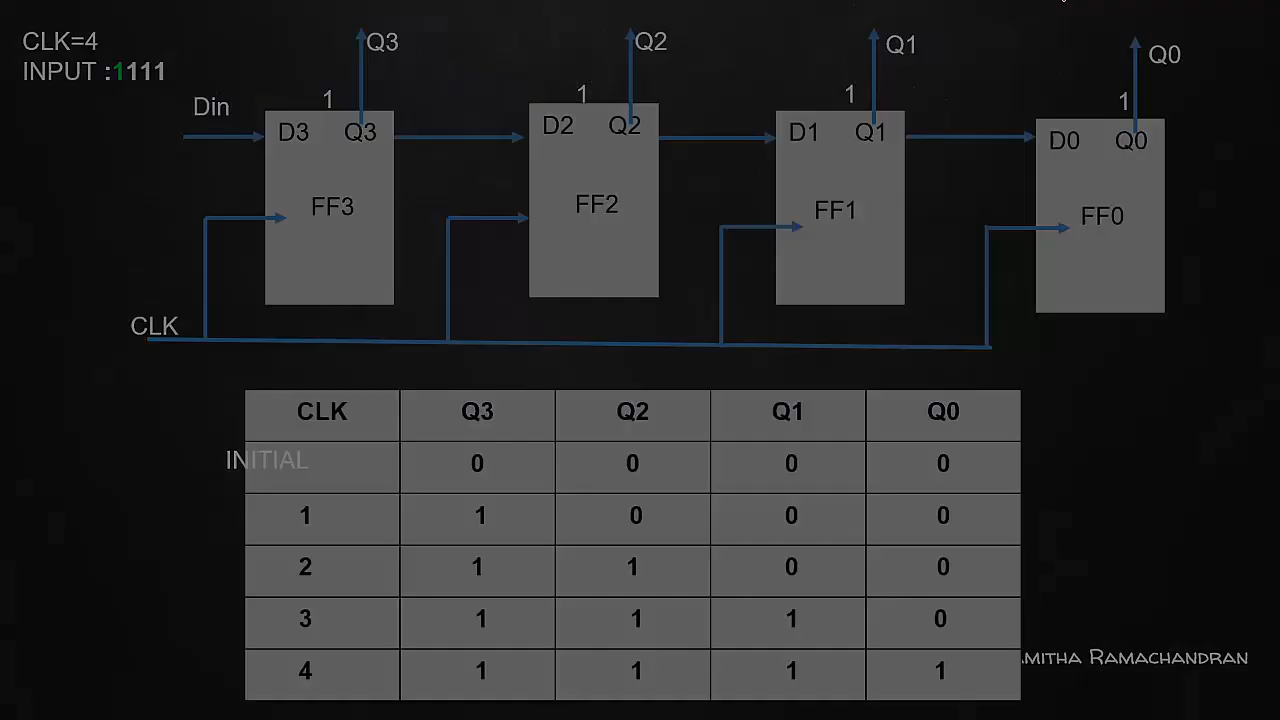 CLK=4
INPUT :1111
Din
1
Q3
1
Q2
1
Q1
1
Q0
D3 Q3
D2 Q2
D1 Q1
D0 Q0
FF3
FF2
FF1
FF0
CLK
CLK Q3 Q2 Q1 Q0
INITIAL 0 0 0 0
1 1 0 0 0
2 1 1 0 0
3 1 1 1 0
4 1 1 1 1
MITHA RAMACHANDRAN